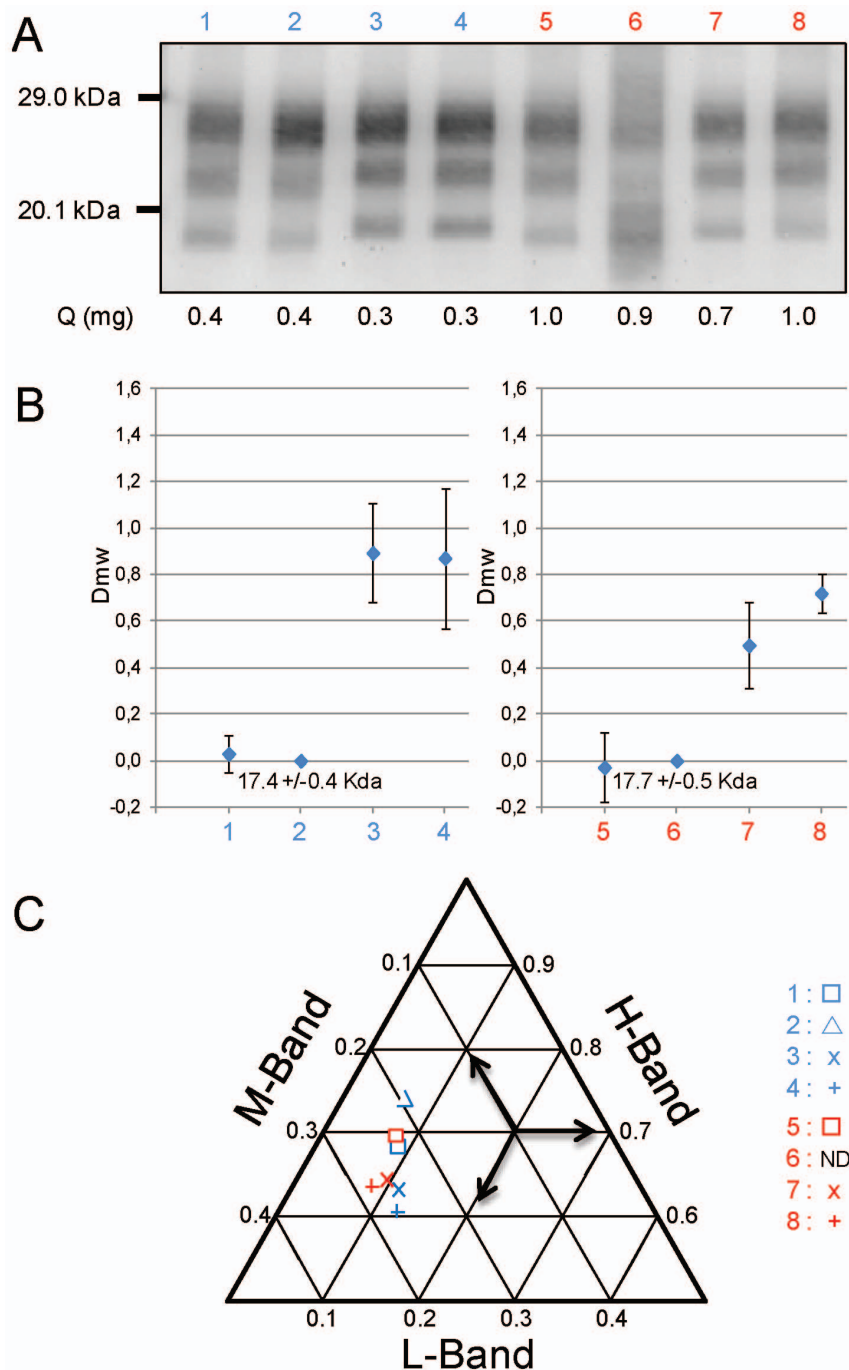 A
1 2 3 4 5 6 7 8
29.0 kDa
20.1 kDa
Q (mg) 0.4 0.4 0.3 0.3 1.0 0.9 0.7 1.0
B
1,6 1,6
1,4 1,4
1,2 1,2
1,0 1,0
0,8 0,8
0,6 0,6
0,4 0,4
0,2 0,2
0,0 0,0
-0,2 -0,2
Dmw Dmw
17.4 +/-0.4 Kda 17.7 +/-0.5 Kda
1 2 3 4 5 6 7 8
C
0.1 0.9
0.2 0.8
0.3 0.7
0.4 0.6
M-Band
H-Band
0.1 0.2 0.3 0.4
L-Band
1 : □
2 : △
3 : x
4 : +
5 : □
6 : ND
7 : x
8 : +